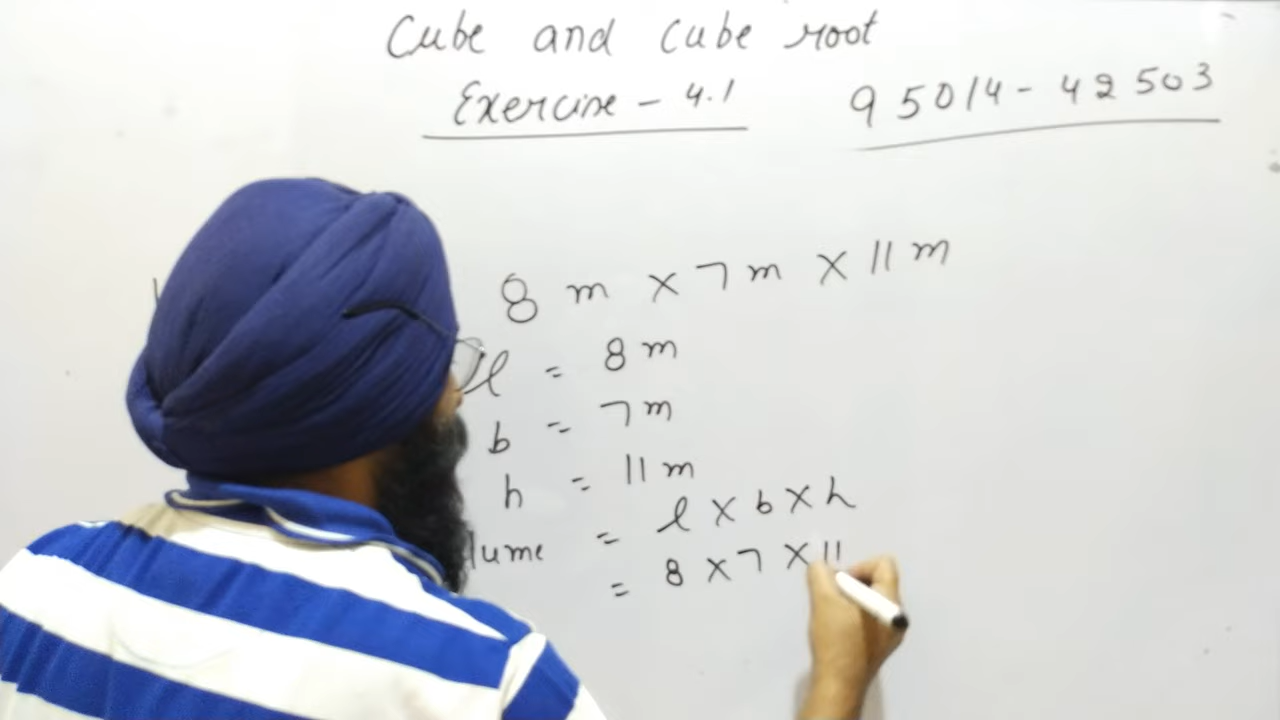 Cube and cube root
Exercise - 4.1
95014-42503
8 m × 7 m × 11 m
l = 8 m
b = 7 m
h = 11 m
lume = l × b × h
= 8 × 7 × 11